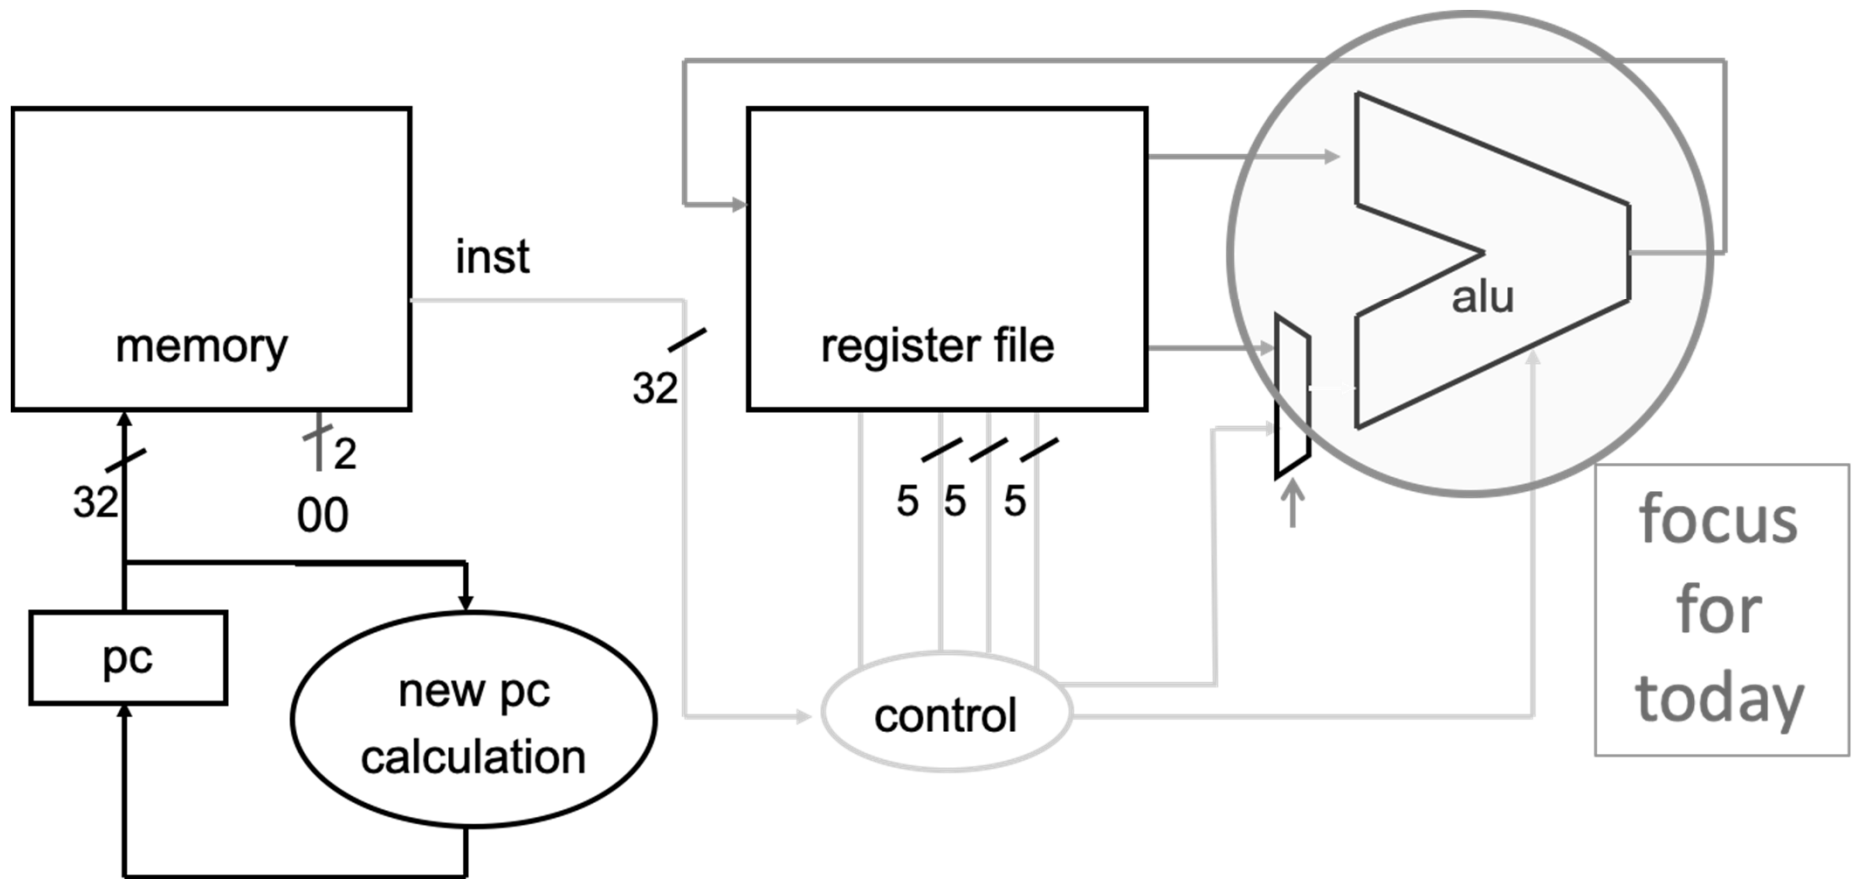 inst
memory
register file
alu
32
2
00
32
5
5
5
pc
new pc
calculation
control
focus
for
today